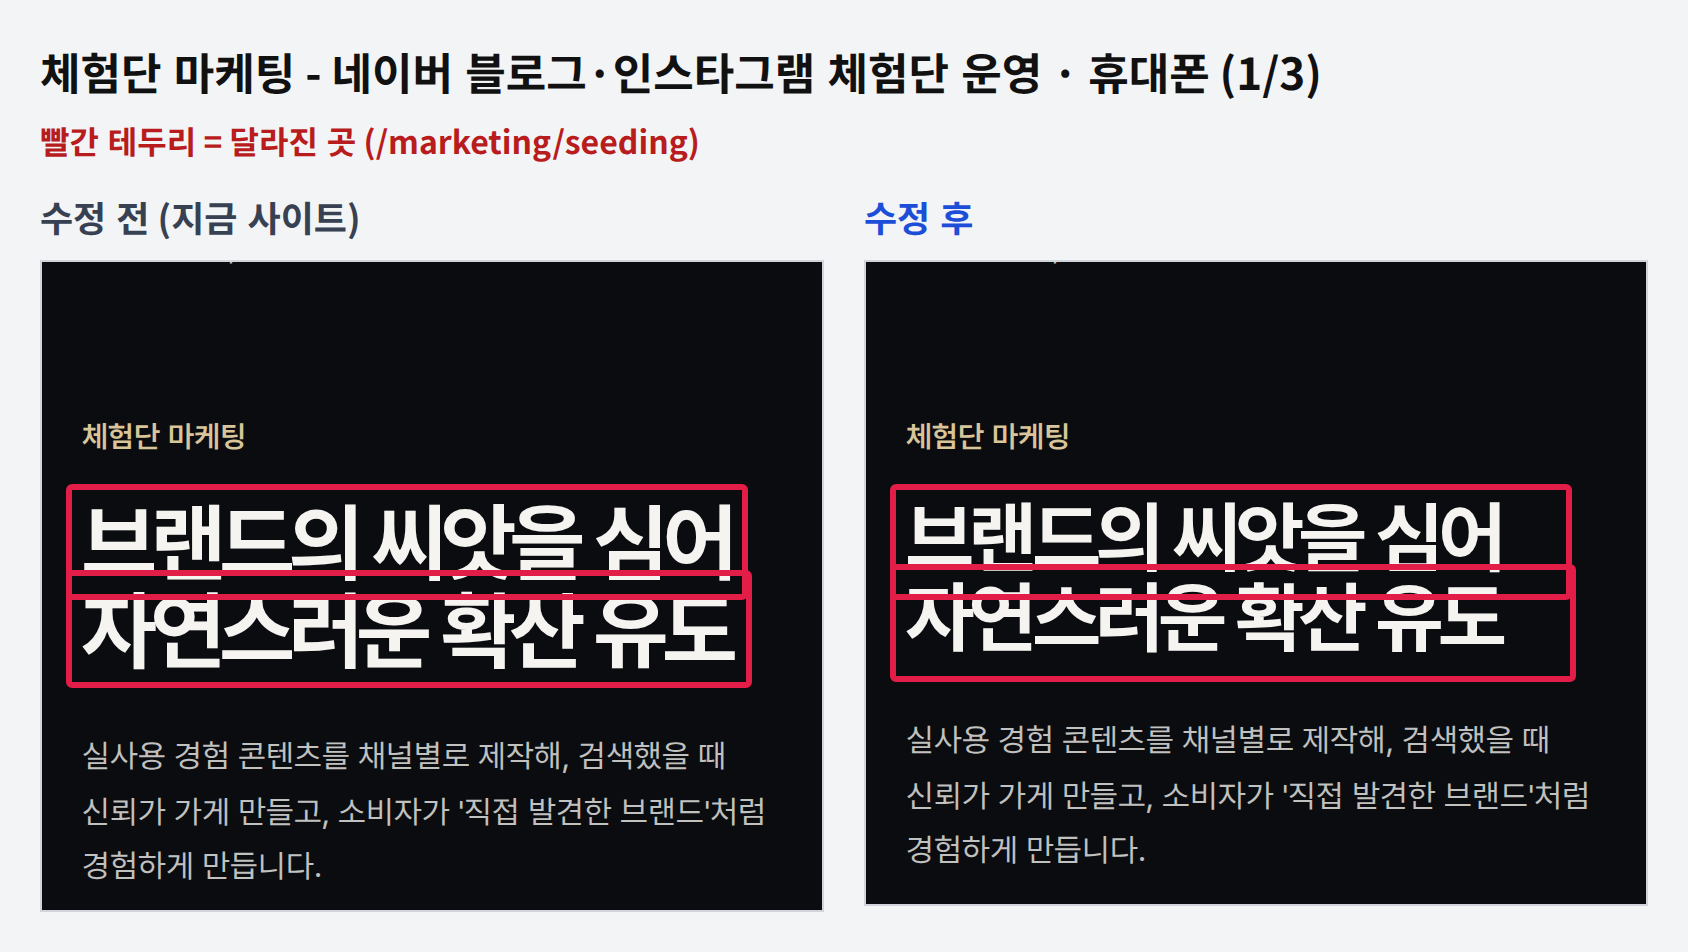 체험단 마케팅 - 네이버 블로그·인스타그램 체험단 운영 · 휴대폰 (1/3)
빨간 테두리 = 달라진 곳 (/marketing/seeding)
수정 전 (지금 사이트)
체험단 마케팅
브랜드의 씨앗을 심어
자연스러운 확산 유도
실사용 경험 콘텐츠를 채널별로 제작해, 검색했을 때
신뢰가 가게 만들고, 소비자가 '직접 발견한 브랜드'처럼
경험하게 만듭니다.
수정 후
체험단 마케팅
브랜드의 씨앗을 심어
자연스러운 확산 유도
실사용 경험 콘텐츠를 채널별로 제작해, 검색했을 때
신뢰가 가게 만들고, 소비자가 '직접 발견한 브랜드'처럼
경험하게 만듭니다.